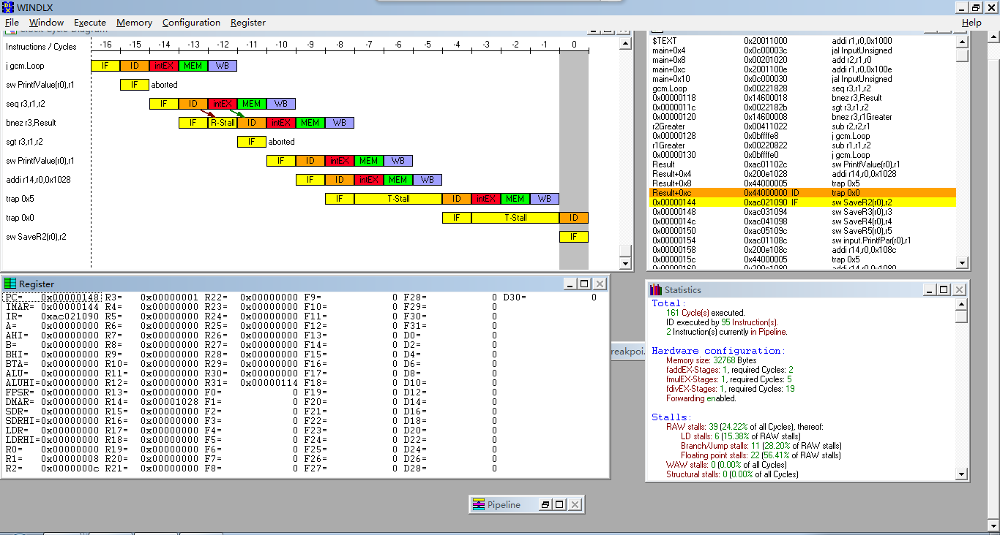 WINDLX
File Window Execute Memory Configuration Register Help
Clock Cycle Diagram
Instructions / Cycles -16 -15 -14 -13 -12 -11 -10 -9 -8 -7 -6 -5 -4 -3 -2 -1 0
j gcm.Loop IF ID intEX MEM WB
sw PrintfValue(r0),r1 IF aborted
seq r3,r1,r2 IF ID intEX MEM WB
bnez r3,Result IF R-Stall ID intEX MEM WB
sgt r3,r1,r2 IF aborted
sw PrintfValue(r0),r1 IF ID intEX MEM WB
addi r14,r0,0x1028 IF ID intEX MEM WB
trap 0x5 IF T-Stall ID intEX MEM WB
trap 0x0 IF T-Stall ID
sw SaveR2(r0),r2 IF
$TEXT 0x20011000 addi r1,r0,0x1000
main+0x4 0x0c00003c jal InputUnsigned
main+0x8 0x00201020 add r2,r1,r0
main+0xc 0x2001100e addi r1,r0,0x100e
main+0x10 0x0c000030 jal InputUnsigned
gcm.Loop 0x00221828 seq r3,r1,r2
0x00000118 0x14600018 bnez r3,Result
0x0000011c 0x0022182b sgt r3,r1,r2
0x00000120 0x14600008 bnez r3,r1Greater
r2Greater 0x00411022 sub r2,r2,r1
0x00000128 0x0bffffe8 j gcm.Loop
r1Greater 0x00220822 sub r1,r1,r2
0x00000130 0x0bffffe0 j gcm.Loop
Result 0xac01102c sw PrintfValue(r0),r1
Result+0x4 0x200e1028 addi r14,r0,0x1028
Result+0x8 0x44000005 trap 0x5
Result+0xc 0x44000000 ID trap 0x0
0x00000144 0xac021090 IF sw SaveR2(r0),r2
0x00000148 0xac031094 sw SaveR3(r0),r3
0x0000014c 0xac041098 sw SaveR4(r0),r4
0x00000150 0xac05109c sw SaveR5(r0),r5
0x00000154 0xac01108c sw input.PrintfPar(r0),r1
0x00000158 0x200e108c addi r14,r0,0x108c
0x0000015c 0x44000005 trap 0x5
0x00000160 0x200e1080 addi r14,r0,0x1080
Register
PC= 0x00000148 R3= 0x00000001 R22= 0x00000000 F9= 0 F28= 0 D30= 0
IMAR= 0x00000144 R4= 0x00000000 R23= 0x00000000 F10= 0 F29= 0
IR= 0xac021090 R5= 0x00000000 R24= 0x00000000 F11= 0 F30= 0
A= 0x00000000 R6= 0x00000000 R25= 0x00000000 F12= 0 F31= 0
AHI= 0x00000000 R7= 0x00000000 R26= 0x00000000 F13= 0 D0= 0
B= 0x00000000 R8= 0x00000000 R27= 0x00000000 F14= 0 D2= 0
BHI= 0x00000000 R9= 0x00000000 R28= 0x00000000 F15= 0 D4= 0
BTA= 0x00000000 R10= 0x00000000 R29= 0x00000000 F16= 0 D6= 0
ALU= 0x00000000 R11= 0x00000000 R30= 0x00000000 F17= 0 D8= 0
ALUHI=0x00000000 R12= 0x00000000 R31= 0x00000114 F18= 0 D10= 0
FPSR= 0x00000000 R13= 0x00000000 F0= 0 F19= 0 D12= 0
DMAR= 0x00000000 R14= 0x00001028 F1= 0 F20= 0 D14= 0
SDR= 0x00000000 R15= 0x00000000 F2= 0 F21= 0 D16= 0
SDRHI=0x00000000 R16= 0x00000000 F3= 0 F22= 0 D18= 0
LDR= 0x00000000 R17= 0x00000000 F4= 0 F23= 0 D20= 0
LDRHI=0x00000000 R18= 0x00000000 F5= 0 F24= 0 D22= 0
R0= 0x00000000 R19= 0x00000000 F6= 0 F25= 0 D24= 0
R1= 0x00000008 R20= 0x00000000 F7= 0 F26= 0 D26= 0
R2= 0x0000000c R21= 0x00000000 F8= 0 F27= 0 D28= 0
reakpoi.
Statistics
Total:
161 Cycle(s) executed.
ID executed by 95 Instruction(s).
2 Instruction(s) currently in Pipeline.
Hardware configuration:
Memory size: 32768 Bytes
faddEX-Stages: 1, required Cycles: 2
fmulEX-Stages: 1, required Cycles: 5
fdivEX-Stages: 1, required Cycles: 19
Forwarding enabled.
Stalls:
RAW stalls: 39 (24.22% of all Cycles), thereof:
LD stalls: 6 (15.38% of RAW stalls)
Branch/Jump stalls: 11 (28.20% of RAW stalls)
Floating point stalls: 22 (56.41% of RAW stalls)
WAW stalls: 0 (0.00% of all Cycles)
Structural stalls: 0 (0.00% of all Cycles)
Pipeline